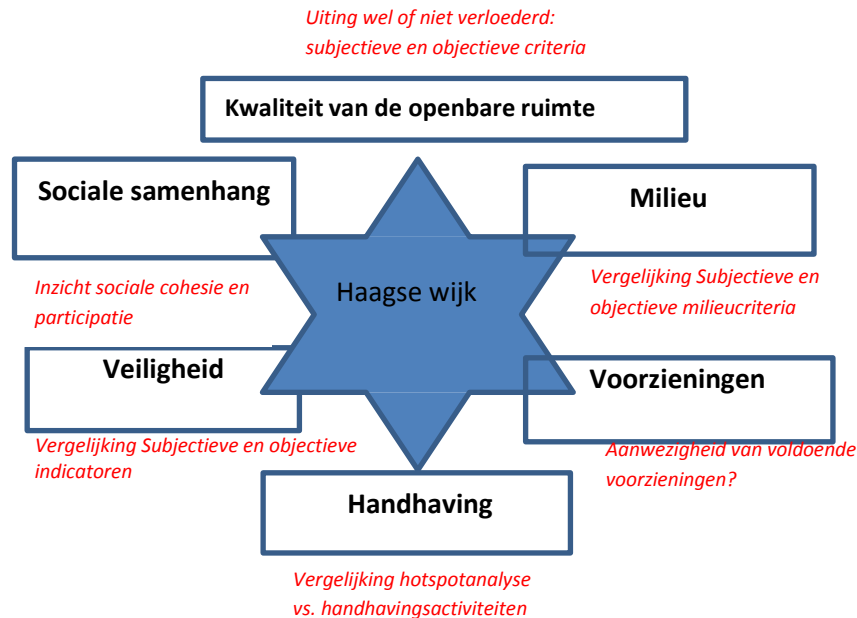 Uiting wel of niet verloederd:
subjectieve en objectieve criteria
Kwaliteit van de openbare ruimte
Sociale samenhang
Milieu
Inzicht sociale cohesie en
participatie
Haagse wijk
Vergelijking Subjectieve en
objectieve milieucriteria
Veiligheid
Voorzieningen
Vergelijking Subjectieve en objectieve
indicatoren
Aanwezigheid van voldoende
voorzieningen?
Handhaving
Vergelijking hotspotanalyse
vs. handhavingsactiviteiten